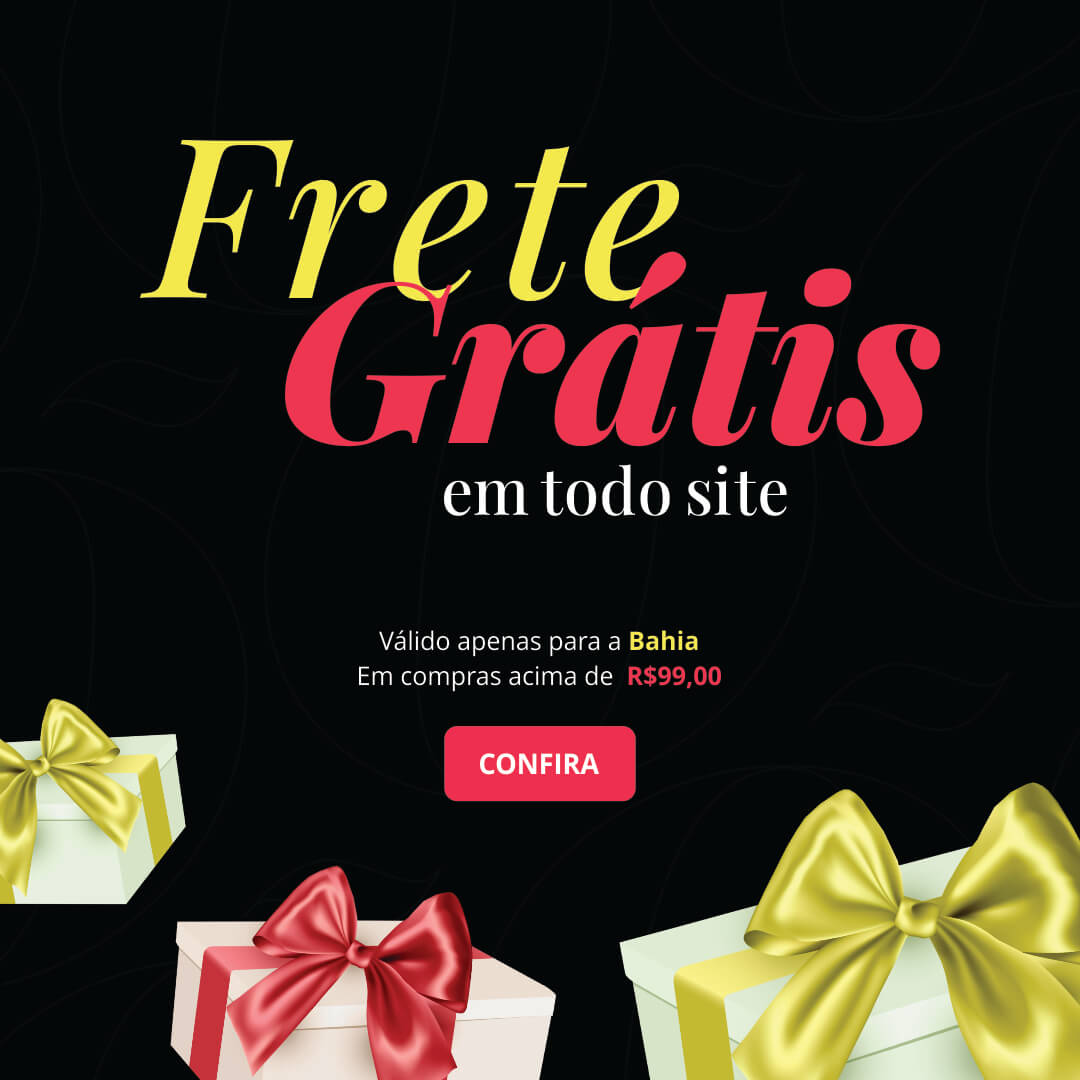 Frete
Grátis
em todo site
Válido apenas para a Bahia
Em compras acima de R$99,00
CONFIRA